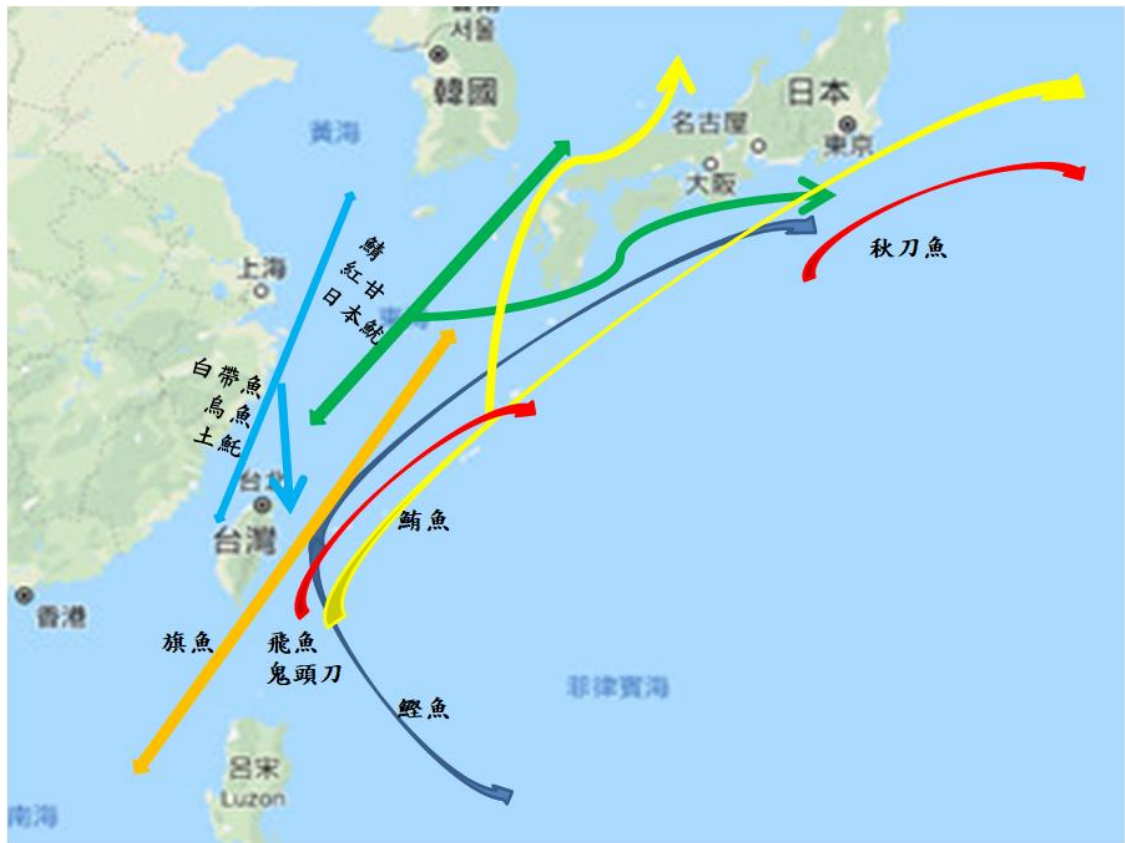 서울
韓國
日本
東京
名古屋
大阪
黃海
上海
鯖
紅甘
日本魷
東海
秋刀魚
白帶魚
烏魚
土魠
台北
台灣
香港
鮪魚
旗魚
飛魚
鬼頭刀
鰹魚
菲律賓海
呂宋
Luzon
南海